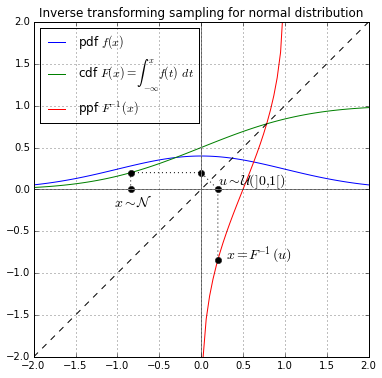 Inverse transforming sampling for normal distribution
pdf f(x)
cdf F(x) = ∫_{-∞}^{x} f(t) dt
ppf F⁻¹(x)
u ∼ 𝒰(]0,1[)
x ∼ 𝒩
x = F⁻¹(u)
2.0
1.5
1.0
0.5
0.0
−0.5
−1.0
−1.5
−2.0
−2.0 −1.5 −1.0 −0.5 0.0 0.5 1.0 1.5 2.0